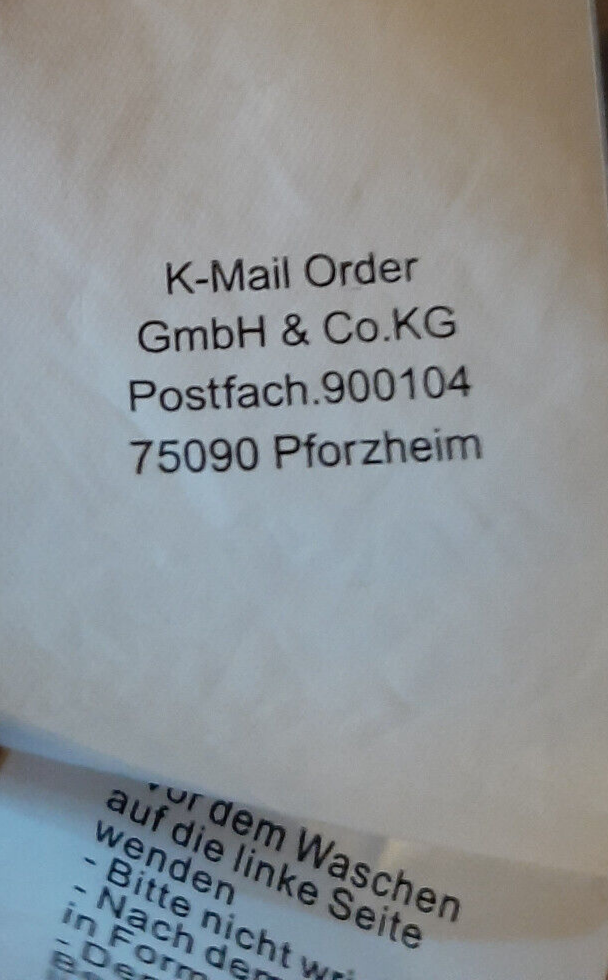 K-Mail Order
GmbH & Co.KG
Postfach.900104
75090 Pforzheim
vor dem Waschen
auf die linke Seite
wenden
- Bitte nicht
- Nach dem
in Form
- Der